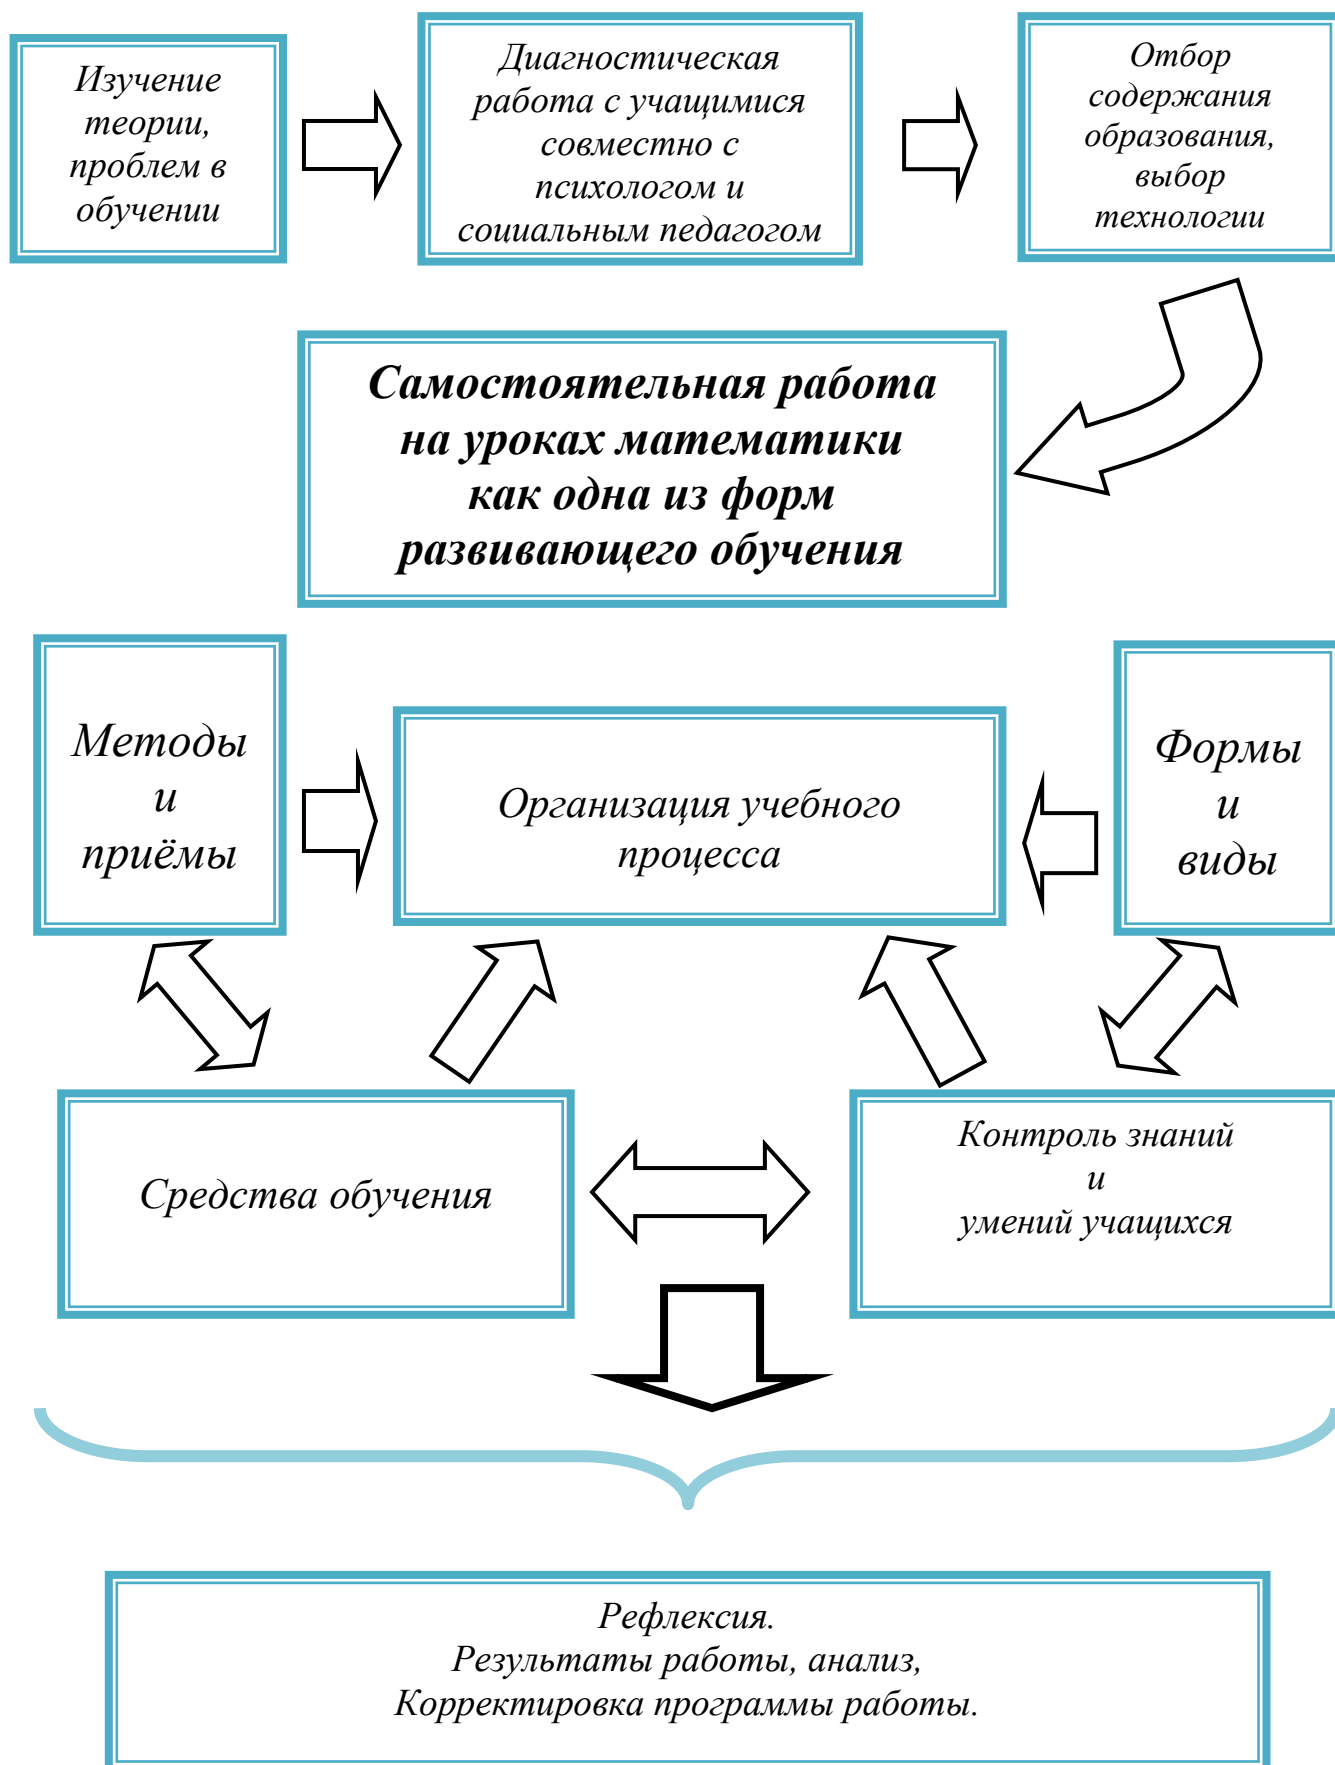 Изучение
теории,
проблем в
обучении
Диагностическая
работа с учащимися
совместно с
психологом и
социальным педагогом
Отбор
содержания
образования,
выбор
технологии
Самостоятельная работа
на уроках математики
как одна из форм
развивающего обучения
Методы
и
приёмы
Организация учебного
процесса
Формы
и
виды
Средства обучения
Контроль знаний
и
умений учащихся
Рефлексия.
Результаты работы, анализ,
Корректировка программы работы.